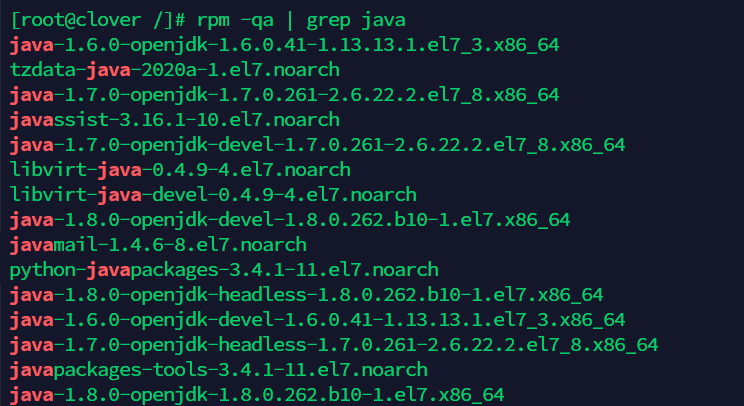 [root@clover /]# rpm -qa | grep java
java-1.6.0-openjdk-1.6.0.41-1.13.13.1.el7_3.x86_64
tzdata-java-2020a-1.el7.noarch
java-1.7.0-openjdk-1.7.0.261-2.6.22.2.el7_8.x86_64
javassist-3.16.1-10.el7.noarch
java-1.7.0-openjdk-devel-1.7.0.261-2.6.22.2.el7_8.x86_64
libvirt-java-0.4.9-4.el7.noarch
libvirt-java-devel-0.4.9-4.el7.noarch
java-1.8.0-openjdk-devel-1.8.0.262.b10-1.el7.x86_64
javamail-1.4.6-8.el7.noarch
python-javapackages-3.4.1-11.el7.noarch
java-1.8.0-openjdk-headless-1.8.0.262.b10-1.el7.x86_64
java-1.6.0-openjdk-devel-1.6.0.41-1.13.13.1.el7_3.x86_64
java-1.7.0-openjdk-headless-1.7.0.261-2.6.22.2.el7_8.x86_64
javapackages-tools-3.4.1-11.el7.noarch
java-1.8.0-openjdk-1.8.0.262.b10-1.el7.x86_64